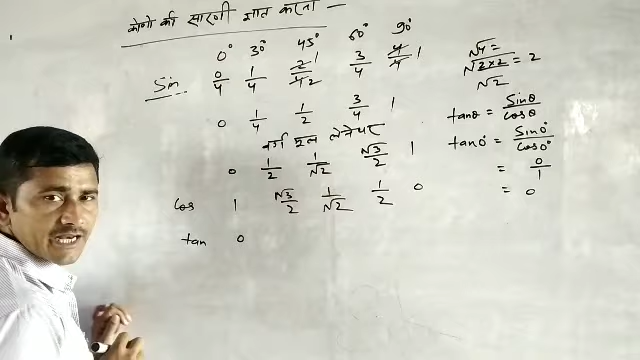 कोणो की सारणी ज्ञात करना —
0° 30° 45° 60° 90°
Sin 0/4 1/4 2/4 1/2 3/4 4/4 1
0 1/4 1/2 3/4 1
वर्ग मूल लेनेपर
0 1/2 1/√2 √3/2 1
cos 1 √3/2 1/√2 1/2 0
tan 0
√4 =
√2×2 = 2
√2
tanθ = Sinθ/cosθ
tan0° = Sin0°/cos0°
= 0/1
= 0